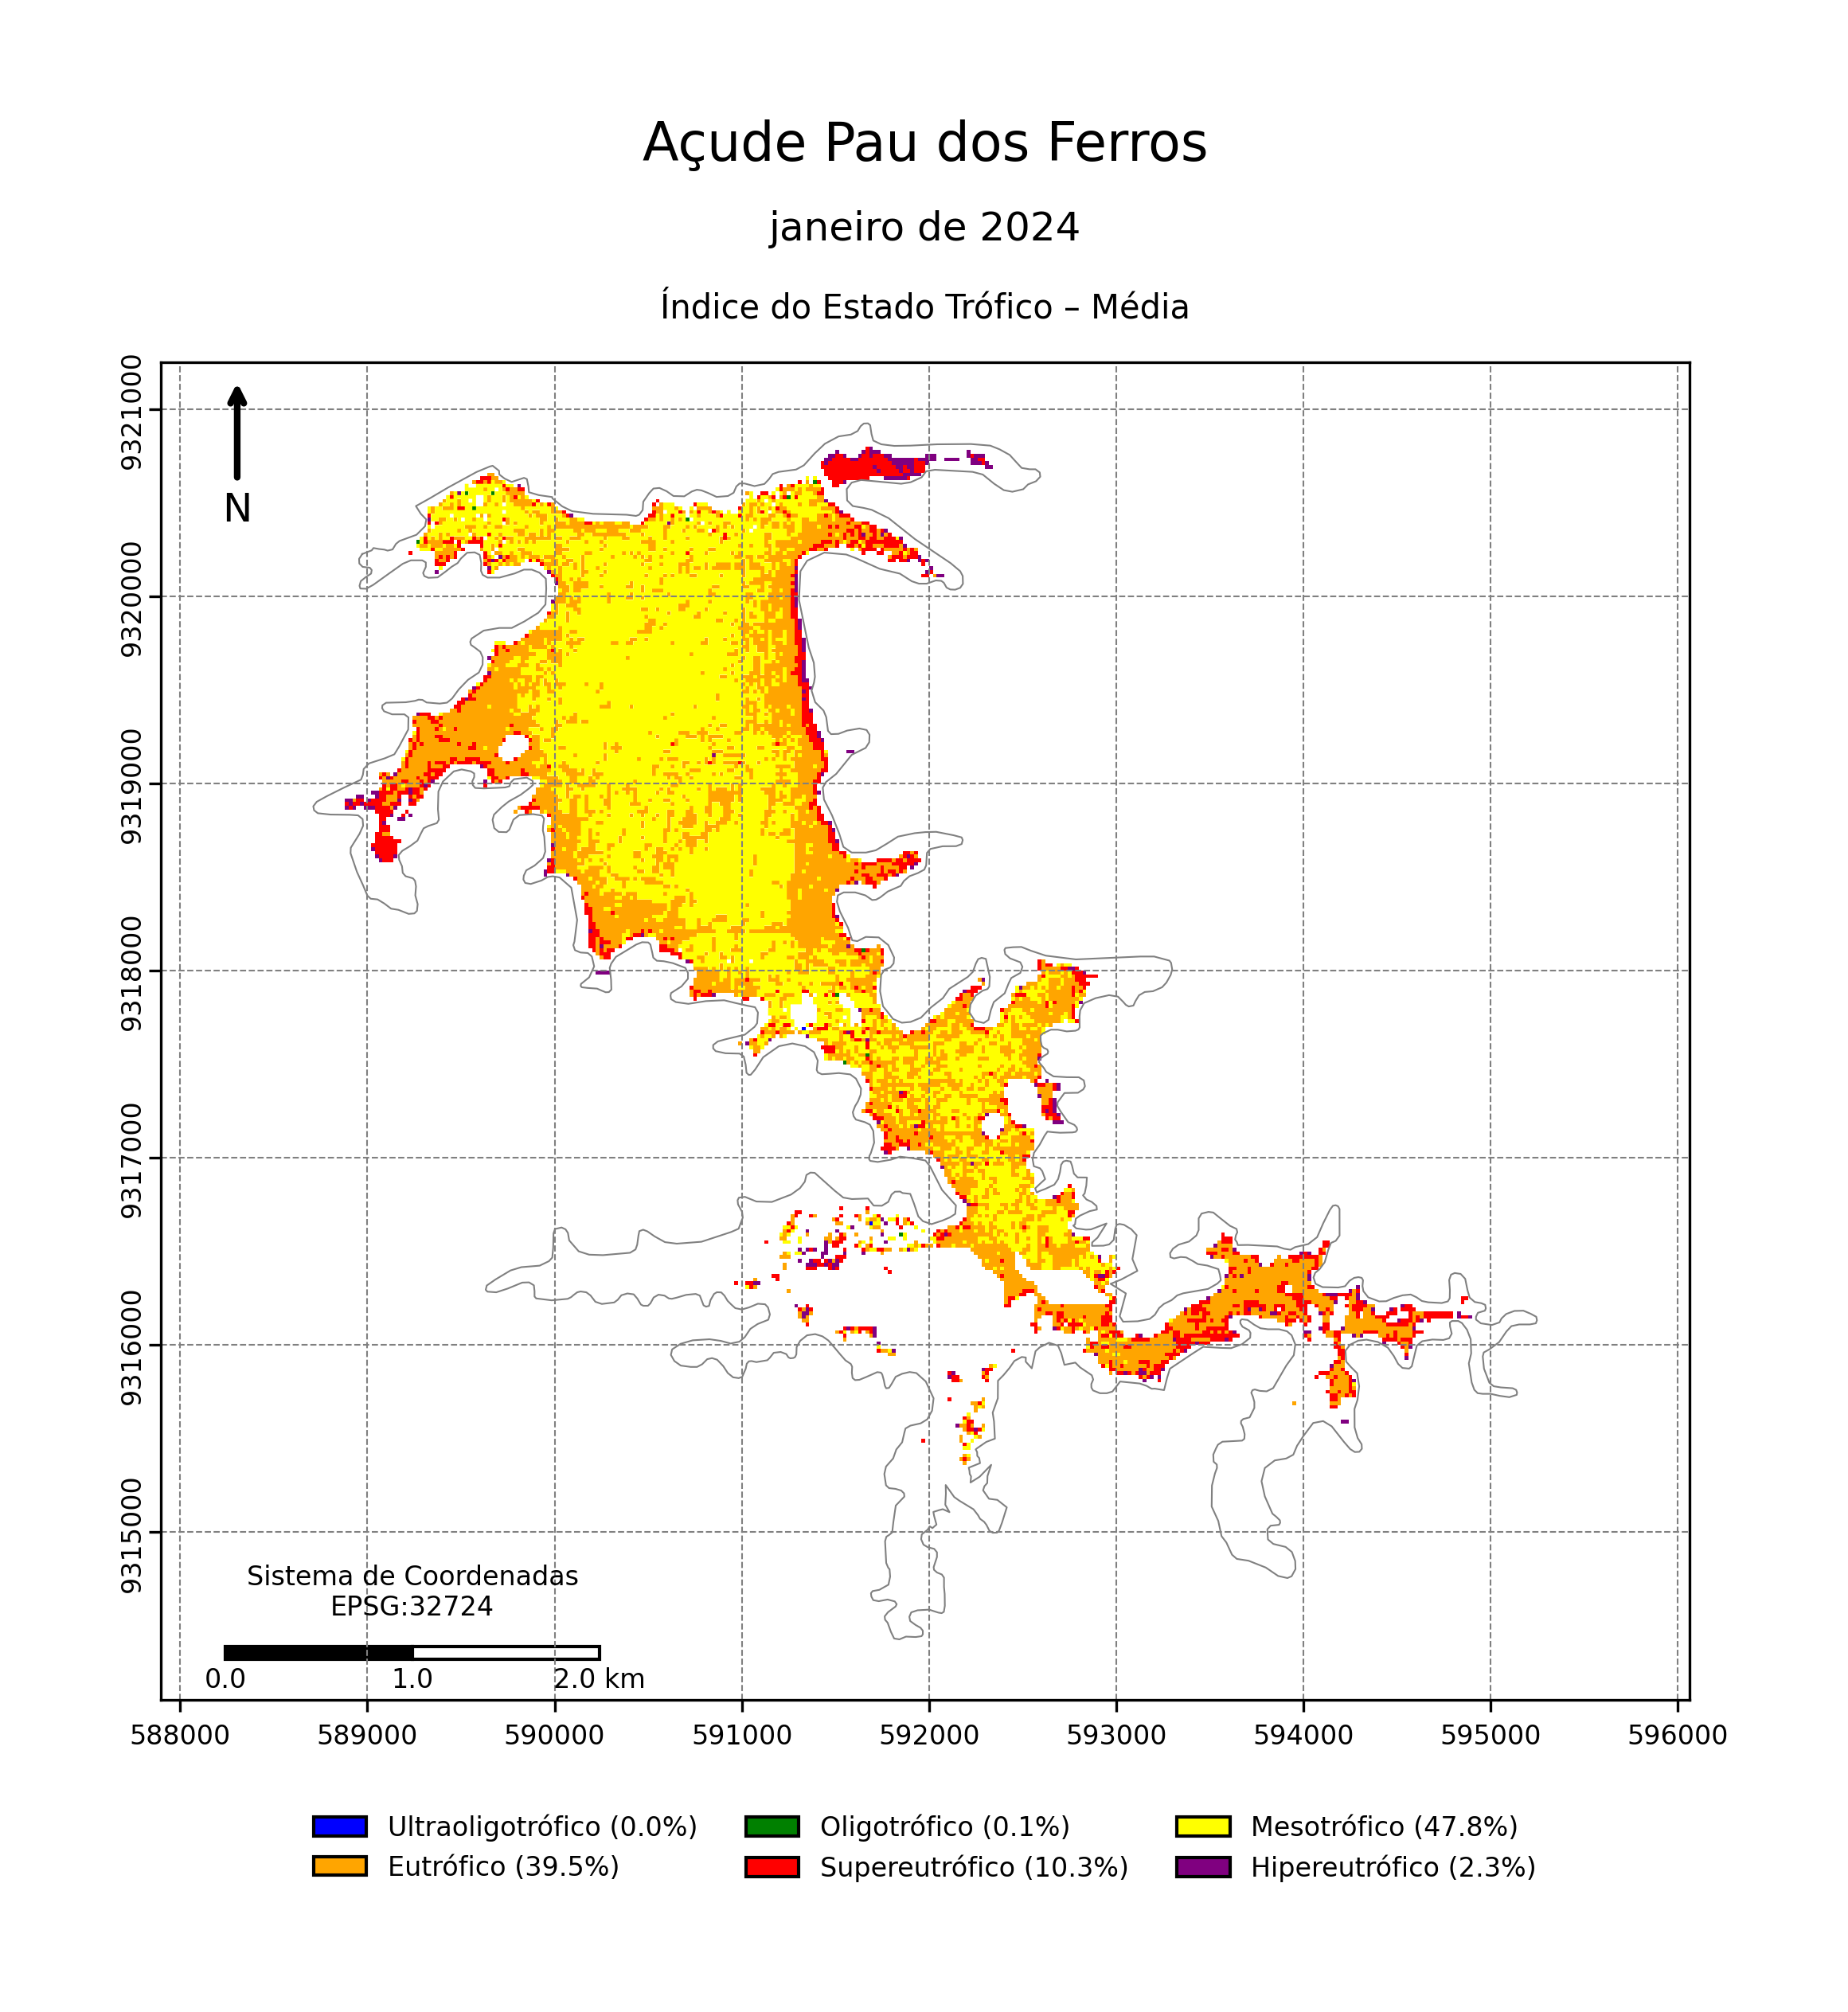 Açude Pau dos Ferros
janeiro de 2024
Índice do Estado Trófico – Média
9321000
9320000
9319000
9318000
9317000
9316000
9315000
N
Sistema de Coordenadas
EPSG:32724
0.0 1.0 2.0 km
588000 589000 590000 591000 592000 593000 594000 595000 596000
Ultraoligotrófico (0.0%) Oligotrófico (0.1%) Mesotrófico (47.8%)
Eutrófico (39.5%) Supereutrófico (10.3%) Hipereutrófico (2.3%)